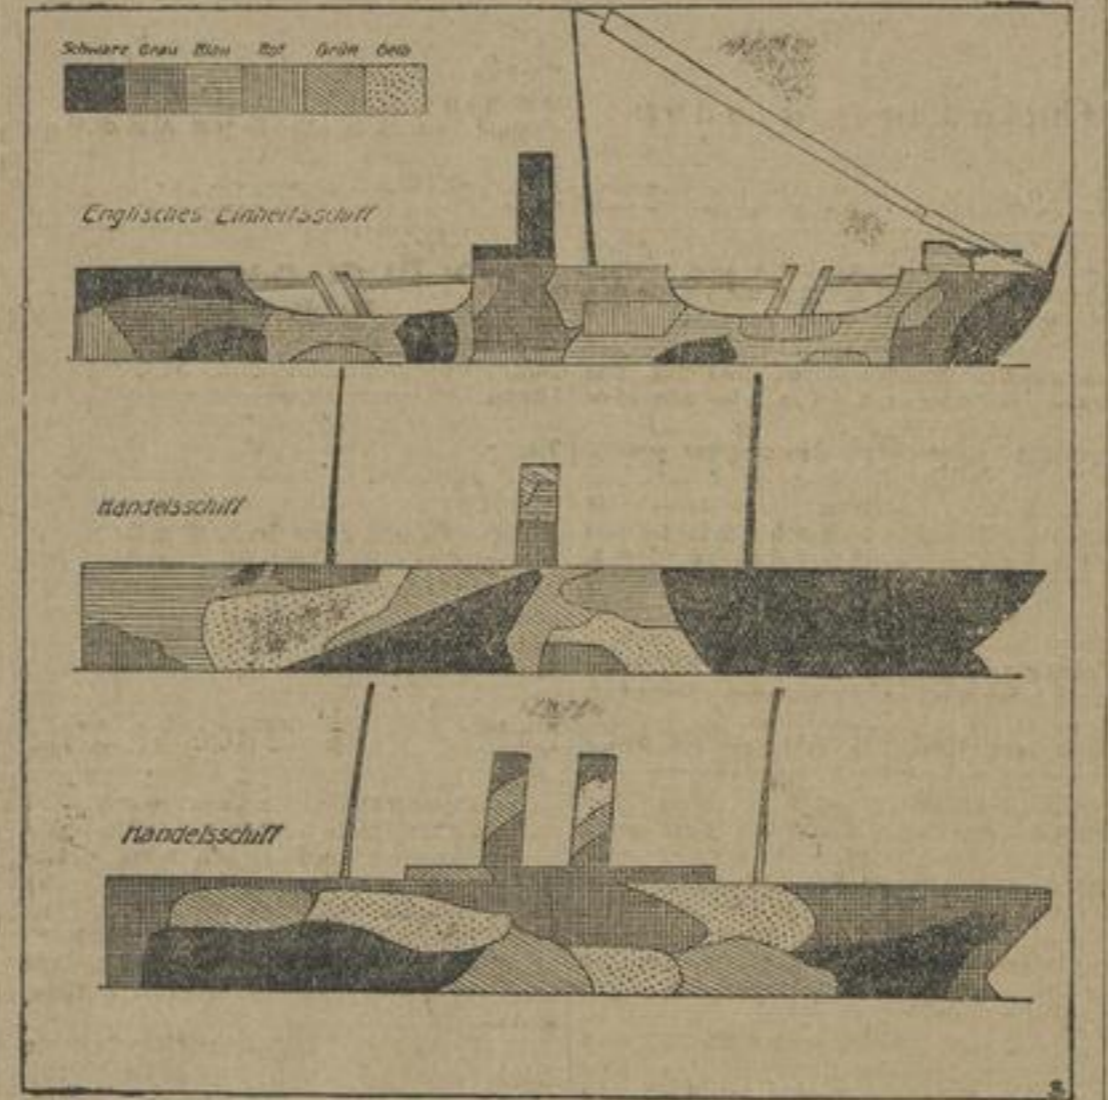 Schwarz Grau Blau Rot Grün Gelb
Englisches Einheitsschiff
Handelsschiff
Handelsschiff